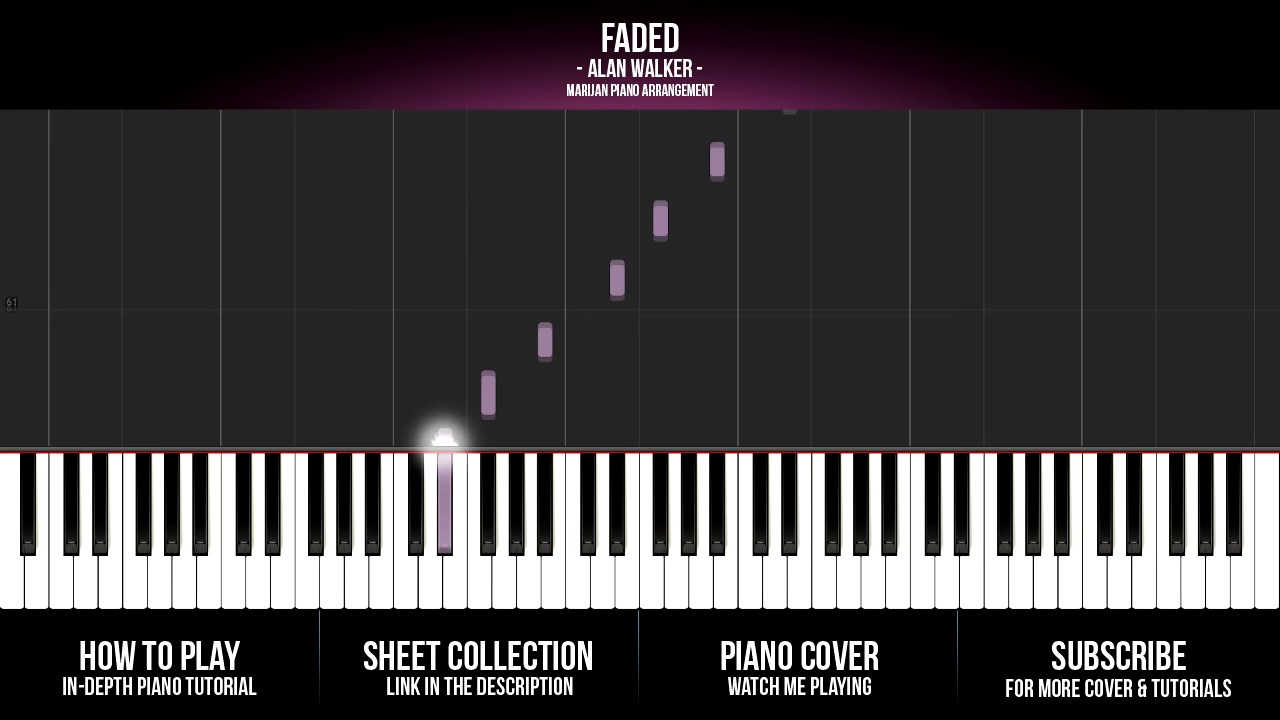 FADED
- ALAN WALKER -
MARIJAN PIANO ARRANGEMENT
61
HOW TO PLAY
IN-DEPTH PIANO TUTORIAL
SHEET COLLECTION
LINK IN THE DESCRIPTION
PIANO COVER
WATCH ME PLAYING
SUBSCRIBE
FOR MORE COVER & TUTORIALS